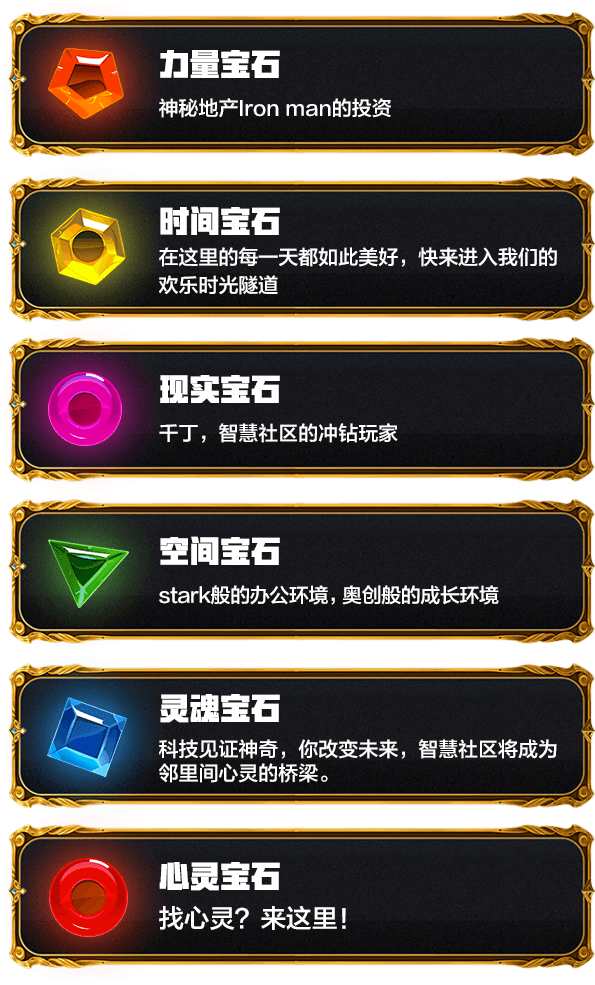 力量宝石
神秘地产Iron man的投资
时间宝石
在这里的每一天都如此美好，快来进入我们的
欢乐时光隧道
现实宝石
千丁，智慧社区的冲钻玩家
空间宝石
stark般的办公环境，奥创般的成长环境
灵魂宝石
科技见证神奇，你改变未来，智慧社区将成为
邻里间心灵的桥梁。
心灵宝石
找心灵？来这里！